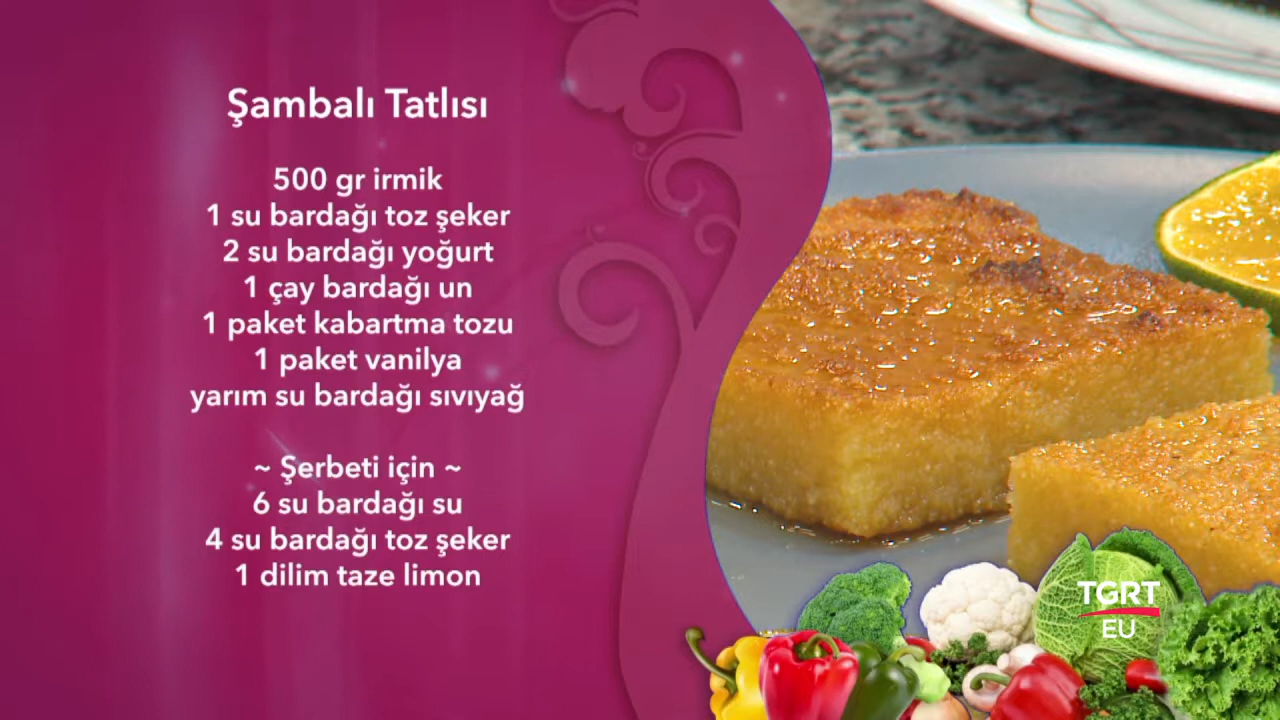 Şambalı Tatlısı
500 gr irmik
1 su bardağı toz şeker
2 su bardağı yoğurt
1 çay bardağı un
1 paket kabartma tozu
1 paket vanilya
yarım su bardağı sıvıyağ
~ Şerbeti için ~
6 su bardağı su
4 su bardağı toz şeker
1 dilim taze limon
TGRT
EU